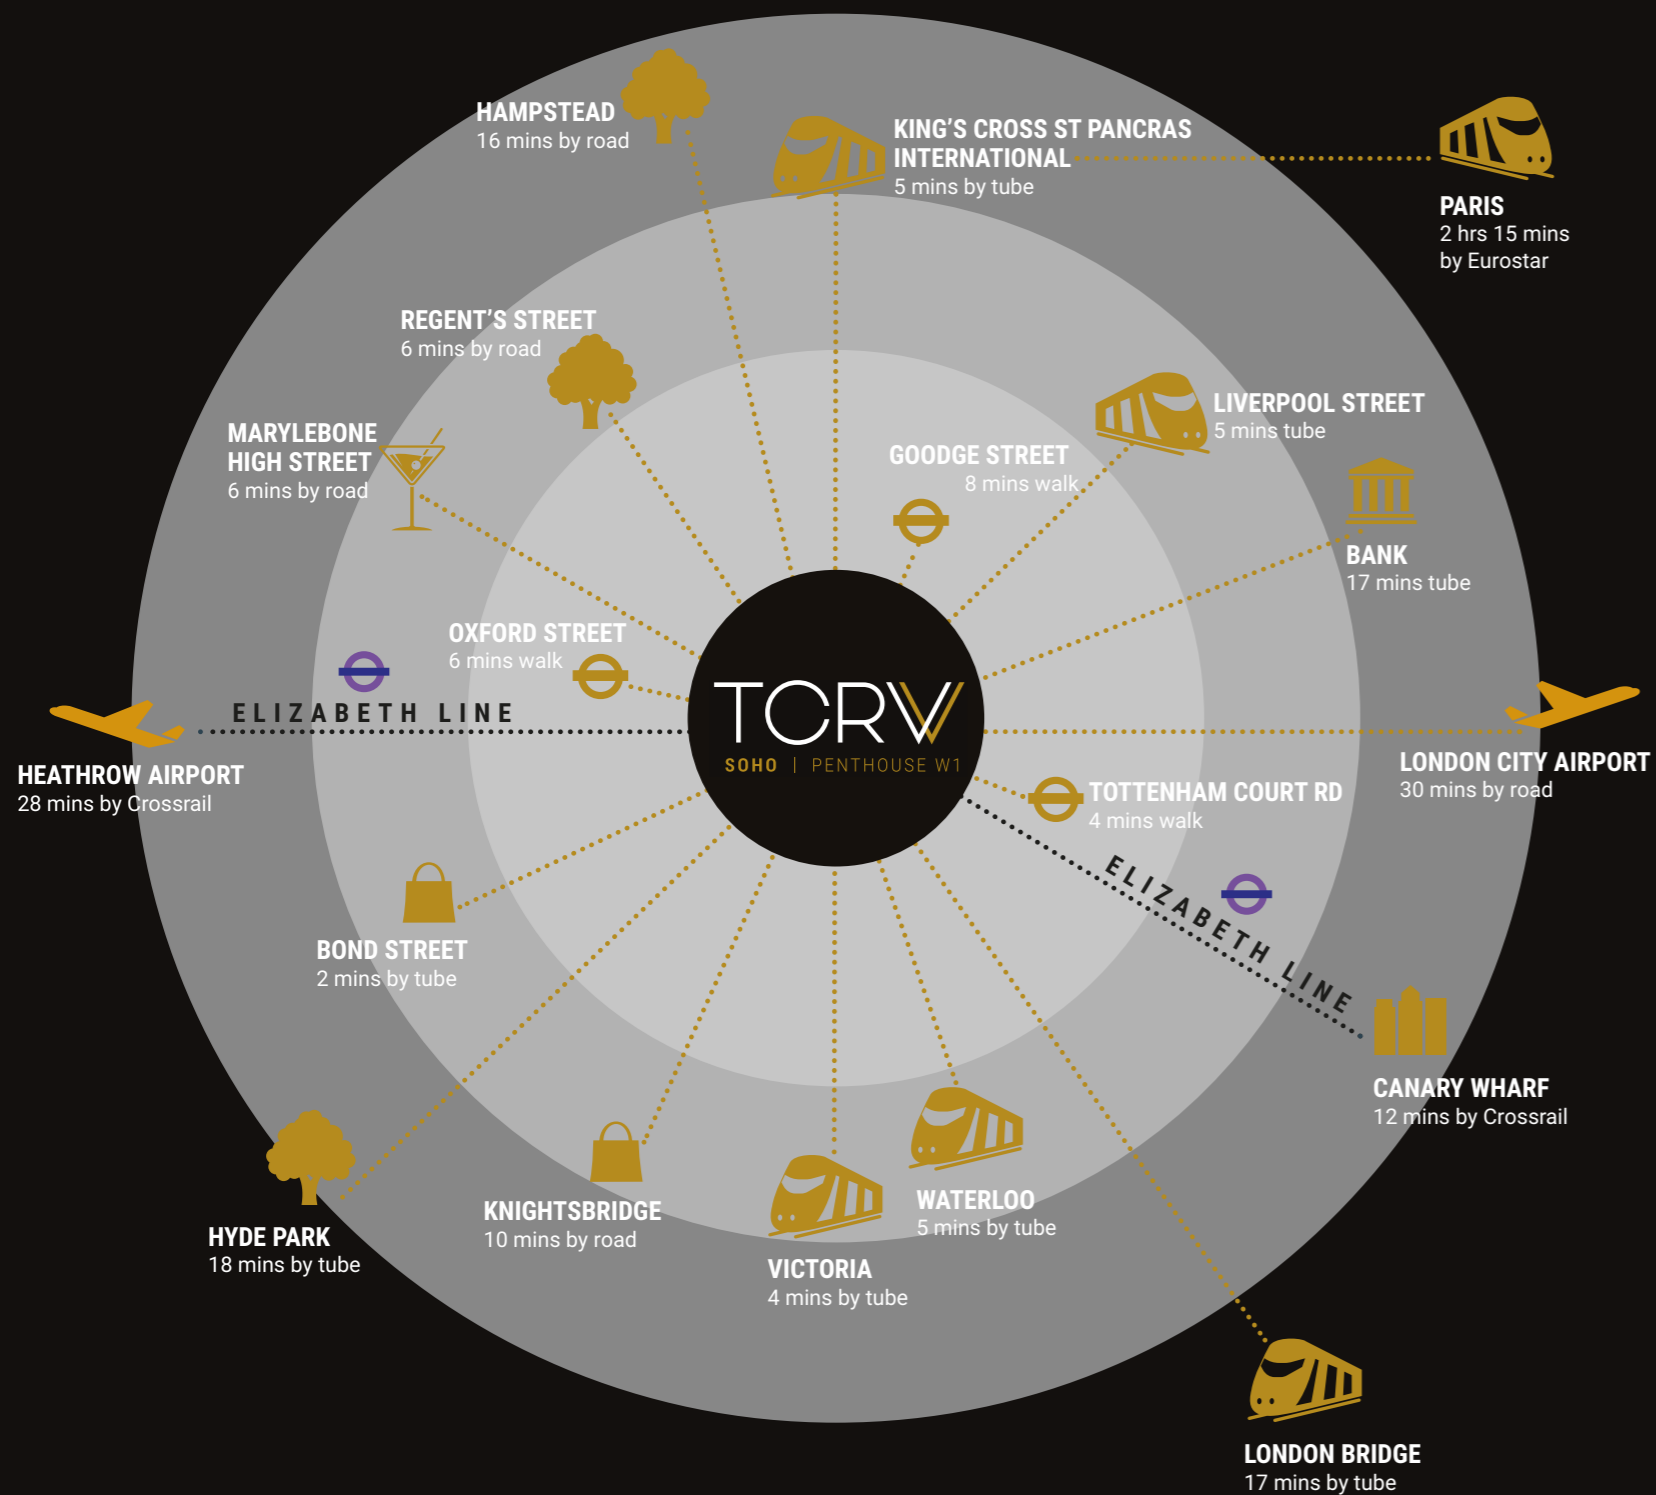 HAMPSTEAD
16 mins by road
KING'S CROSS ST PANCRAS
INTERNATIONAL
5 mins by tube
PARIS
2 hrs 15 mins
by Eurostar
REGENT'S STREET
6 mins by road
MARYLEBONE
HIGH STREET
6 mins by road
GOODGE STREET
8 mins walk
LIVERPOOL STREET
5 mins tube
BANK
17 mins tube
OXFORD STREET
6 mins walk
ELIZABETH LINE
HEATHROW AIRPORT
28 mins by Crossrail
TCRW
SOHO | PENTHOUSE W1
LONDON CITY AIRPORT
30 mins by road
TOTTENHAM COURT RD
4 mins walk
ELIZABETH LINE
CANARY WHARF
12 mins by Crossrail
BOND STREET
2 mins by tube
HYDE PARK
18 mins by tube
KNIGHTSBRIDGE
10 mins by road
VICTORIA
4 mins by tube
WATERLOO
5 mins by tube
LONDON BRIDGE
17 mins by tube